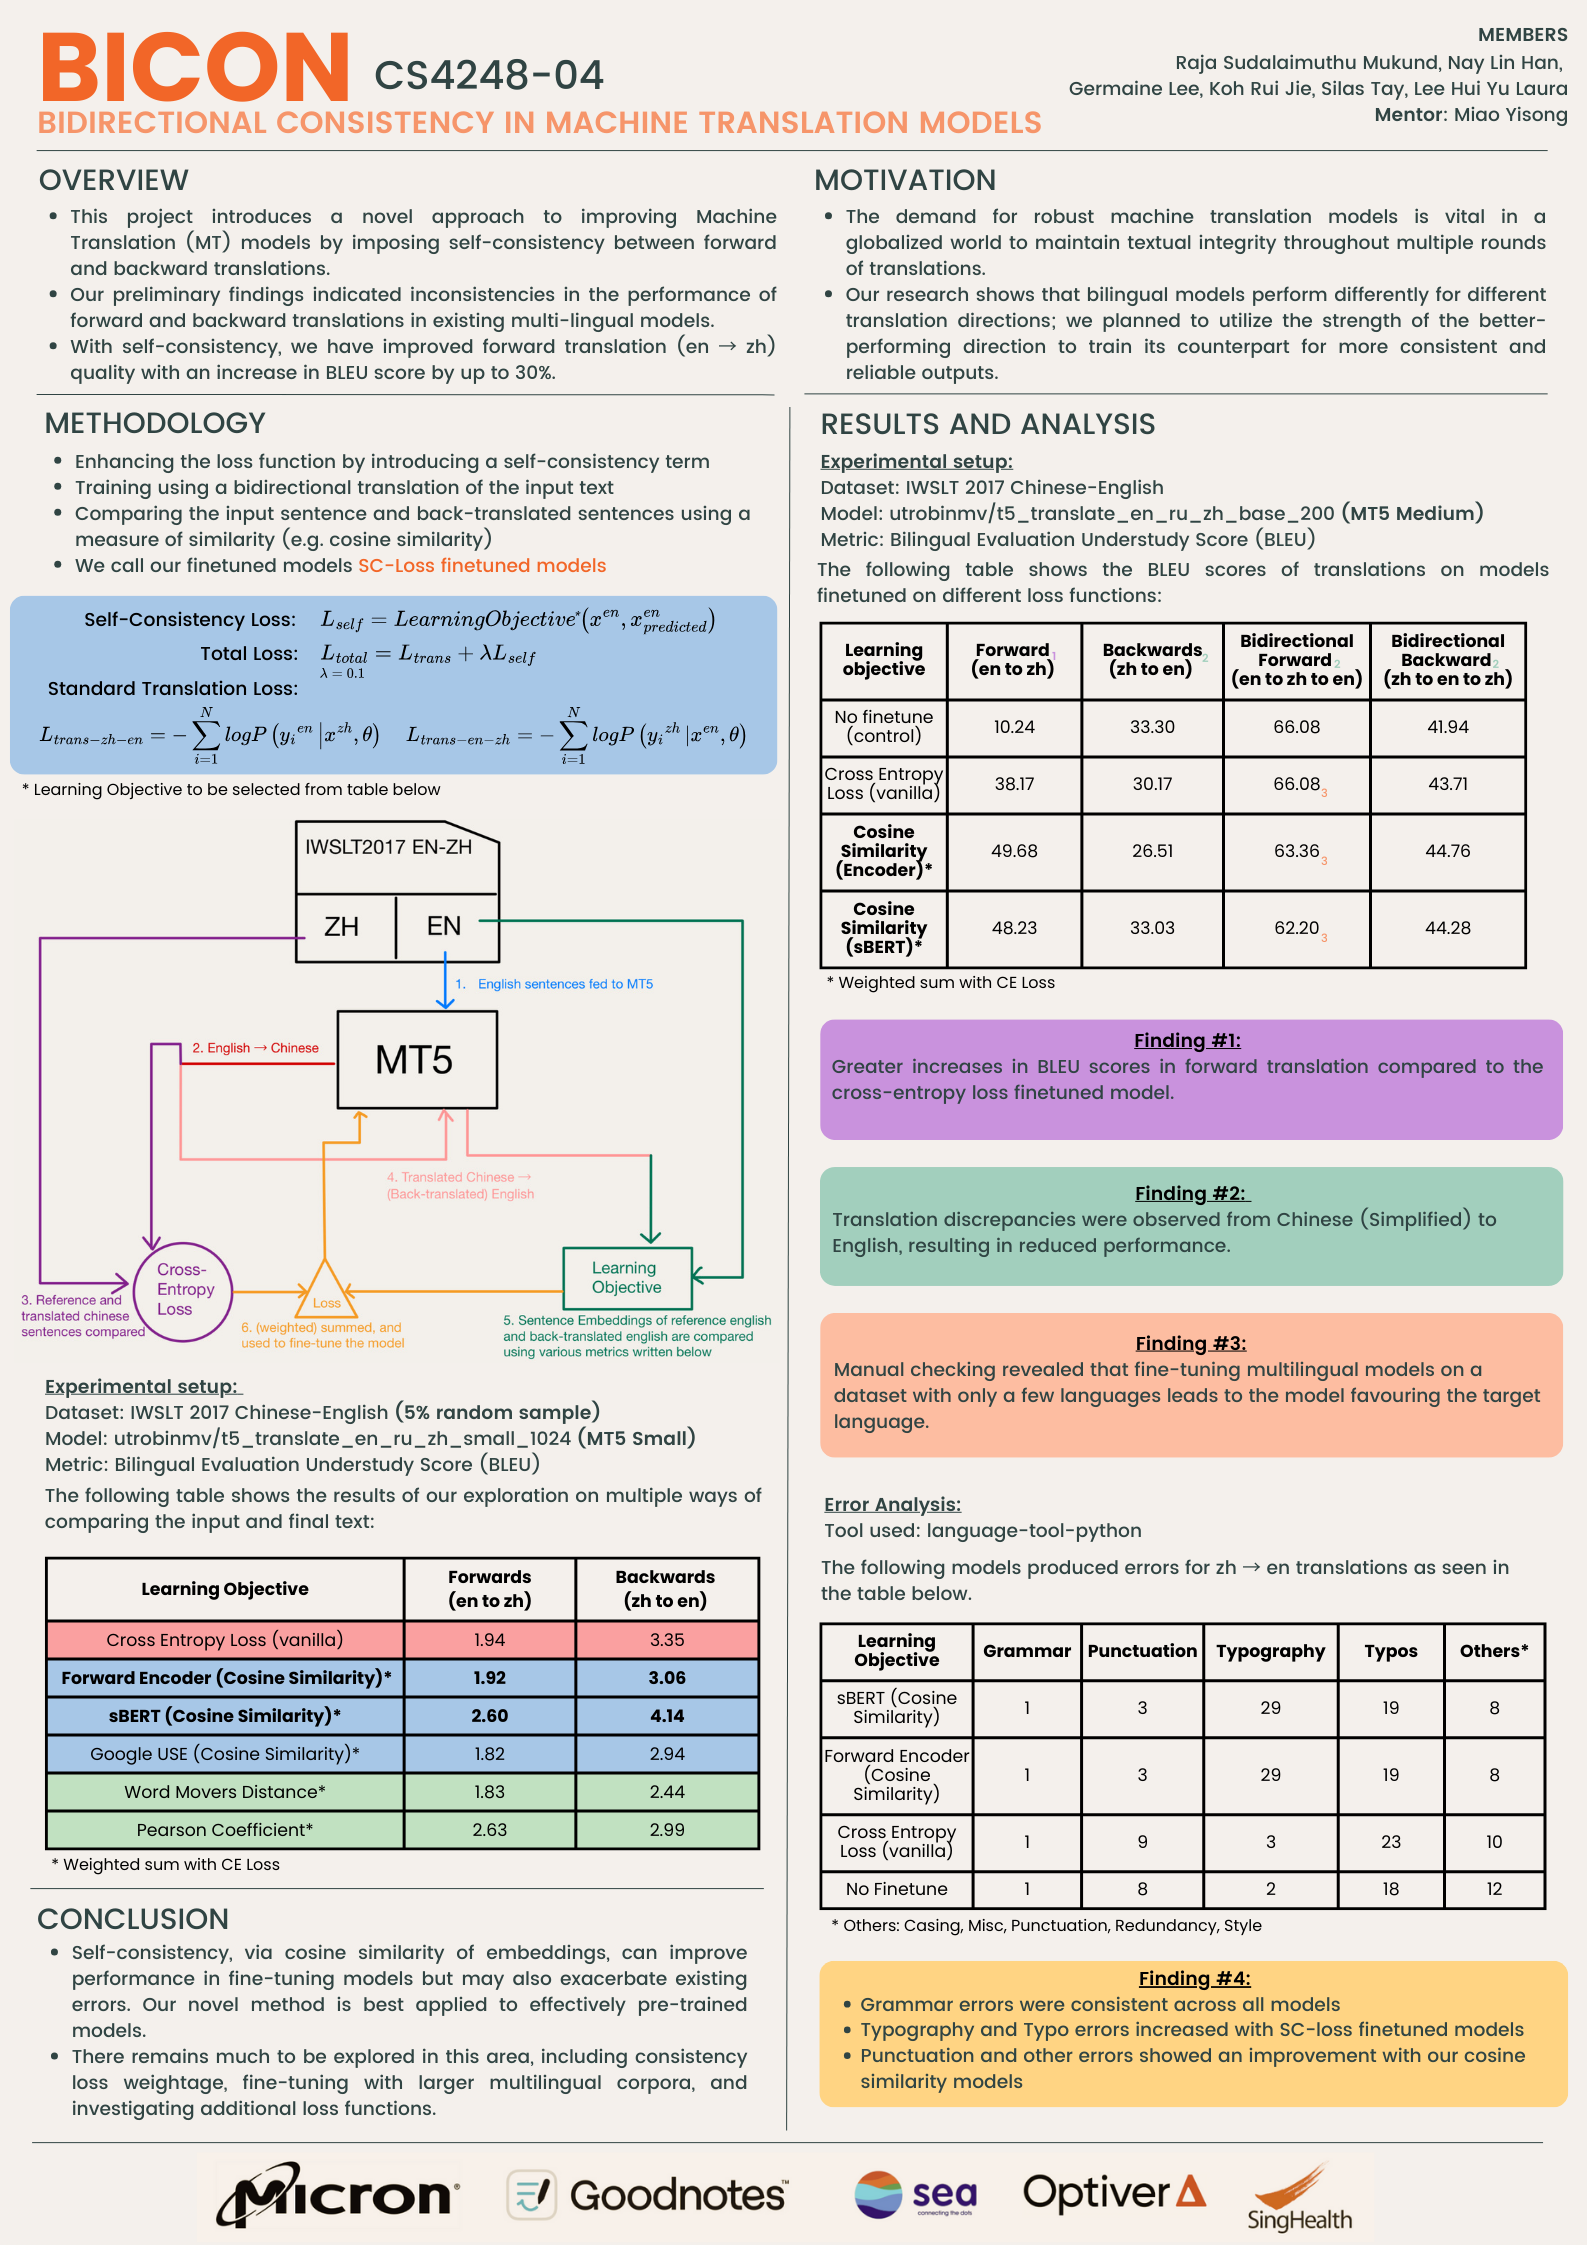 BICON CS4248-04
BIDIRECTIONAL CONSISTENCY IN MACHINE TRANSLATION MODELS
MEMBERS
Raja Sudalaimuthu Mukund, Nay Lin Han,
Germaine Lee, Koh Rui Jie, Silas Tay, Lee Hui Yu Laura
Mentor: Miao Yisong
OVERVIEW
• This project introduces a novel approach to improving Machine
Translation (MT) models by imposing self-consistency between forward
and backward translations.
• Our preliminary findings indicated inconsistencies in the performance of
forward and backward translations in existing multi-lingual models.
• With self-consistency, we have improved forward translation (en → zh)
quality with an increase in BLEU score by up to 30%.
MOTIVATION
• The demand for robust machine translation models is vital in a
globalized world to maintain textual integrity throughout multiple rounds
of translations.
• Our research shows that bilingual models perform differently for different
translation directions; we planned to utilize the strength of the better-
performing direction to train its counterpart for more consistent and
reliable outputs.
METHODOLOGY
• Enhancing the loss function by introducing a self-consistency term
• Training using a bidirectional translation of the input text
• Comparing the input sentence and back-translated sentences using a
measure of similarity (e.g. cosine similarity)
• We call our finetuned models SC-Loss finetuned models
Self-Consistency Loss: L_self = LearningObjective*(x^en, x^en_predicted)
Total Loss: L_total = L_trans + λL_self
λ = 0.1
Standard Translation Loss:
L_trans−zh−en = − ∑_{i=1}^{N} logP (y_i^en | x^zh, θ) L_trans−en−zh = − ∑_{i=1}^{N} logP (y_i^zh | x^en, θ)
* Learning Objective to be selected from table below
IWSLT2017 EN-ZH
ZH EN
1. English sentences fed to MT5
MT5
2. English → Chinese
4. Translated Chinese →
(Back-translated) English
Cross-
Entropy
Loss
Loss
Learning
Objective
3. Reference and
translated chinese
sentences compared
6. (weighted) summed, and
used to fine-tune the model
5. Sentence Embeddings of reference english
and back-translated english are compared
using various metrics written below
Experimental setup:
Dataset: IWSLT 2017 Chinese-English (5% random sample)
Model: utrobinmv/t5_translate_en_ru_zh_small_1024 (MT5 Small)
Metric: Bilingual Evaluation Understudy Score (BLEU)
The following table shows the results of our exploration on multiple ways of
comparing the input and final text:
Learning Objective Forwards (en to zh) Backwards (zh to en)
Cross Entropy Loss (vanilla) 1.94 3.35
Forward Encoder (Cosine Similarity)* 1.92 3.06
sBERT (Cosine Similarity)* 2.60 4.14
Google USE (Cosine Similarity)* 1.82 2.94
Word Movers Distance* 1.83 2.44
Pearson Coefficient* 2.63 2.99
* Weighted sum with CE Loss
CONCLUSION
• Self-consistency, via cosine similarity of embeddings, can improve
performance in fine-tuning models but may also exacerbate existing
errors. Our novel method is best applied to effectively pre-trained
models.
• There remains much to be explored in this area, including consistency
loss weightage, fine-tuning with larger multilingual corpora, and
investigating additional loss functions.
RESULTS AND ANALYSIS
Experimental setup:
Dataset: IWSLT 2017 Chinese-English
Model: utrobinmv/t5_translate_en_ru_zh_base_200 (MT5 Medium)
Metric: Bilingual Evaluation Understudy Score (BLEU)
The following table shows the BLEU scores of translations on models
finetuned on different loss functions:
Learning objective Forward 1 (en to zh) Backwards 2 (zh to en) Bidirectional Forward 2 (en to zh to en) Bidirectional Backward 2 (zh to en to zh)
No finetune (control) 10.24 33.30 66.08 41.94
Cross Entropy Loss (vanilla) 38.17 30.17 66.08 3 43.71
Cosine Similarity (Encoder)* 49.68 26.51 63.36 3 44.76
Cosine Similarity (sBERT)* 48.23 33.03 62.20 3 44.28
* Weighted sum with CE Loss
Finding #1:
Greater increases in BLEU scores in forward translation compared to the
cross-entropy loss finetuned model.
Finding #2:
Translation discrepancies were observed from Chinese (Simplified) to
English, resulting in reduced performance.
Finding #3:
Manual checking revealed that fine-tuning multilingual models on a
dataset with only a few languages leads to the model favouring the target
language.
Error Analysis:
Tool used: language-tool-python
The following models produced errors for zh → en translations as seen in
the table below.
Learning Objective Grammar Punctuation Typography Typos Others*
sBERT (Cosine Similarity) 1 3 29 19 8
Forward Encoder (Cosine Similarity) 1 3 29 19 8
Cross Entropy Loss (vanilla) 1 9 3 23 10
No Finetune 1 8 2 18 12
* Others: Casing, Misc, Punctuation, Redundancy, Style
Finding #4:
• Grammar errors were consistent across all models
• Typography and Typo errors increased with SC-loss finetuned models
• Punctuation and other errors showed an improvement with our cosine
similarity models
Micron® Goodnotes™ sea connecting the dots Optiver SingHealth